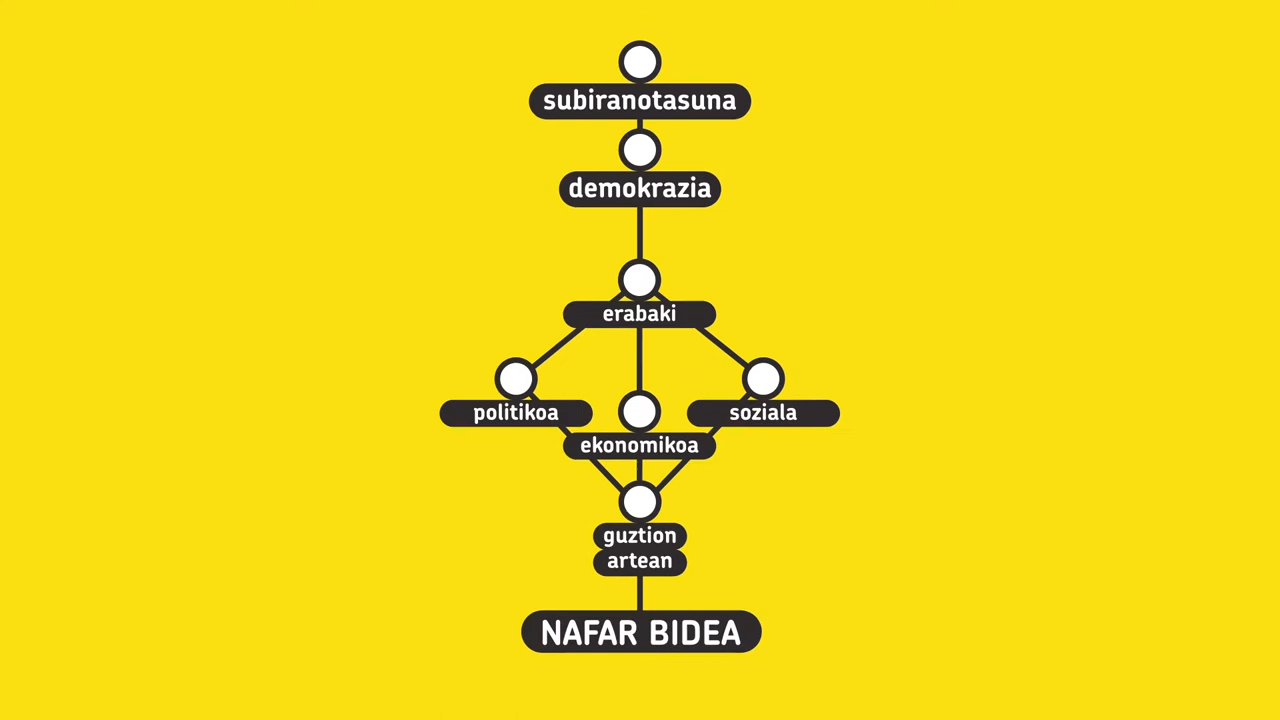 subiranotasuna
demokrazia
erabaki
politikoa
soziala
ekonomikoa
guztion
artean
NAFAR BIDEA